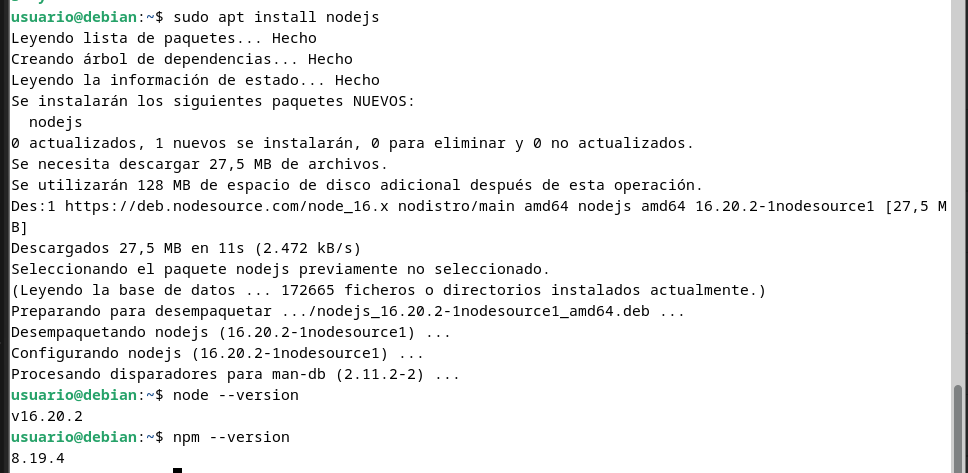 usuario@debian:~$ sudo apt install nodejs
Leyendo lista de paquetes... Hecho
Creando árbol de dependencias... Hecho
Leyendo la información de estado... Hecho
Se instalarán los siguientes paquetes NUEVOS:
  nodejs
0 actualizados, 1 nuevos se instalarán, 0 para eliminar y 0 no actualizados.
Se necesita descargar 27,5 MB de archivos.
Se utilizarán 128 MB de espacio de disco adicional después de esta operación.
Des:1 https://deb.nodesource.com/node_16.x nodistro/main amd64 nodejs amd64 16.20.2-1nodesource1 [27,5 M
B]
Descargados 27,5 MB en 11s (2.472 kB/s)
Seleccionando el paquete nodejs previamente no seleccionado.
(Leyendo la base de datos ... 172665 ficheros o directorios instalados actualmente.)
Preparando para desempaquetar .../nodejs_16.20.2-1nodesource1_amd64.deb ...
Desempaquetando nodejs (16.20.2-1nodesource1) ...
Configurando nodejs (16.20.2-1nodesource1) ...
Procesando disparadores para man-db (2.11.2-2) ...
usuario@debian:~$ node --version
v16.20.2
usuario@debian:~$ npm --version
8.19.4